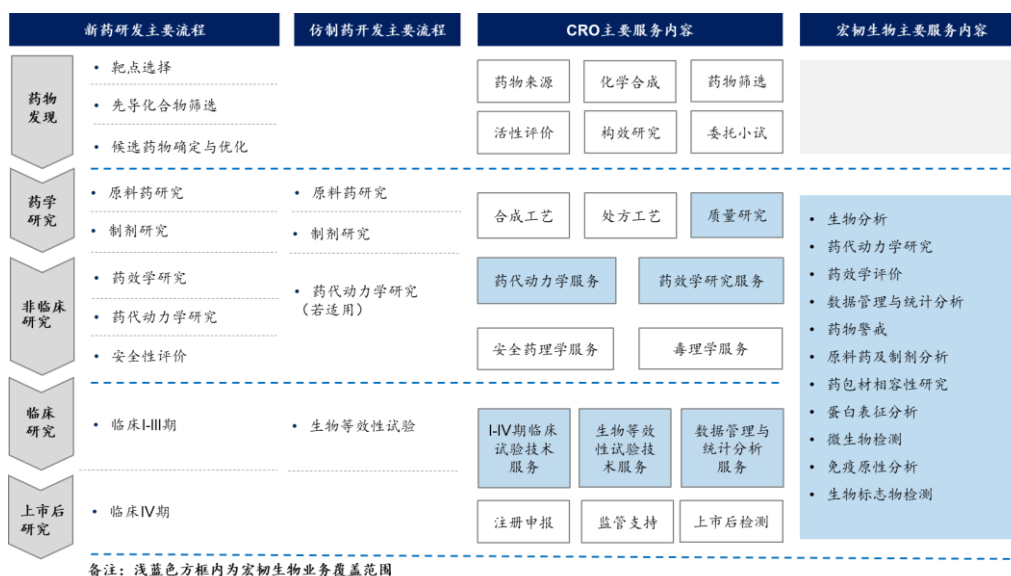 新药研发主要流程
仿制药开发主要流程
CRO主要服务内容
宏韧生物主要服务内容
药物
发现
• 靶点选择
• 先导化合物筛选
• 候选药物确定与优化
药物来源
化学合成
药物筛选
活性评价
构效研究
委托小试
药学
研究
• 原料药研究
• 制剂研究
• 原料药研究
• 制剂研究
合成工艺
处方工艺
质量研究
非临床
研究
• 药效学研究
• 药代动力学研究
• 安全性评价
• 药代动力学研究
（若适用）
药代动力学服务
药效学研究服务
安全药理学服务
毒理学服务
临床
研究
• 临床I-III期
• 生物等效性试验
I-IV期临床
试验技术
服务
生物等效
性试验技
术服务
数据管理与
统计分析
服务
上市后
研究
• 临床IV期
注册申报
监管支持
上市后检测
• 生物分析
• 药代动力学研究
• 药效学评价
• 数据管理与统计分析
• 药物警戒
• 原料药及制剂分析
• 药包材相容性研究
• 蛋白表征分析
• 微生物检测
• 免疫原性分析
• 生物标志物检测
备注：浅蓝色方框内为宏韧生物业务覆盖范围